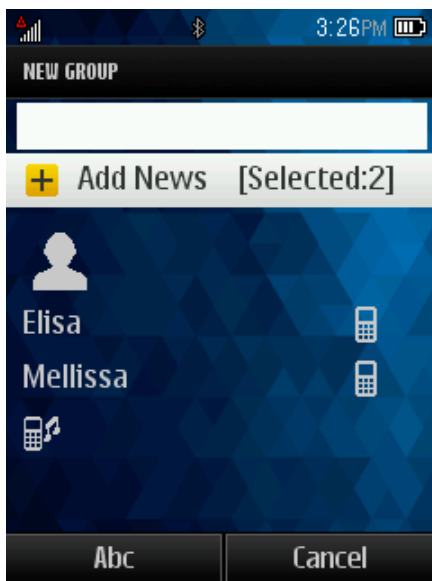 3:26PM
NEW GROUP
Add News [Selected:2]
Elisa
Mellissa
Abc Cancel